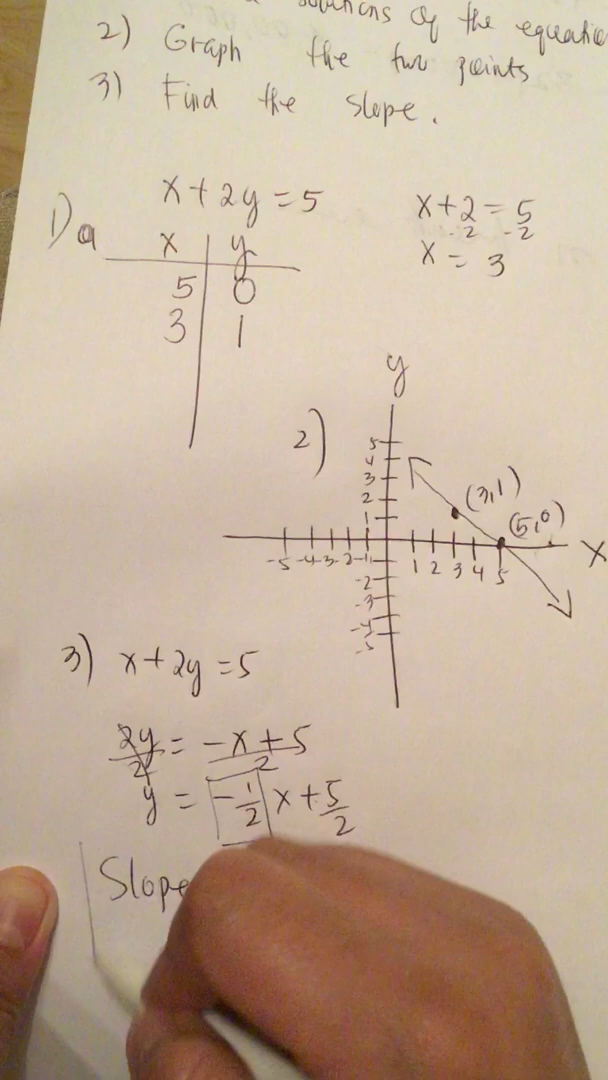 solutions of the equatio
2) Graph the two points
3) Find the slope.
1) a x + 2y = 5
x y
5 0
3 1
x + 2 = 5
-2 -2
x = 3
2)
y
5
4
3
2
1
-5 -4 -3 -2 -1 1 2 3 4 5 x
-2
-3
-4
-5
(3,1)
(5,0)
3) x + 2y = 5
2y = -x + 5
2 2
y = -1/2 x + 5/2
Slope